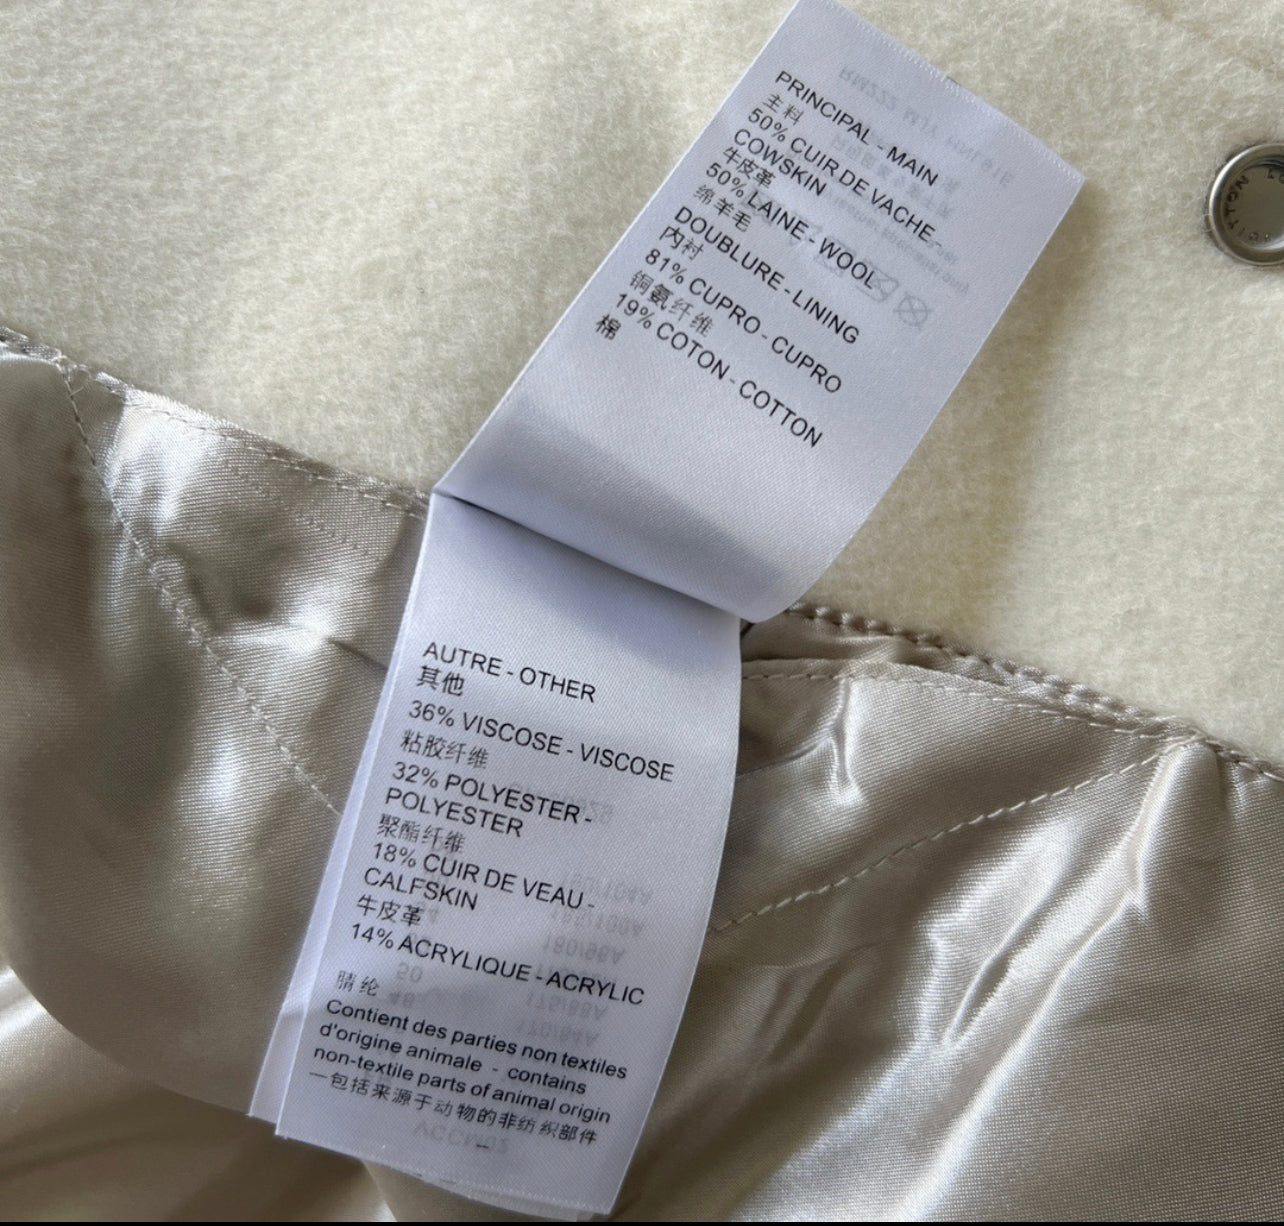 PRINCIPAL - MAIN
主料
50% CUIR DE VACHE -
COWSKIN
牛皮革
50% LAINE - WOOL
绵羊毛
DOUBLURE - LINING
内衬
81% CUPRO - CUPRO
铜氨纤维
19% COTON - COTTON
棉
AUTRE - OTHER
其他
36% VISCOSE - VISCOSE
粘胶纤维
32% POLYESTER -
POLYESTER
聚酯纤维
18% CUIR DE VEAU -
CALFSKIN
牛皮革
14% ACRYLIQUE - ACRYLIC
腈纶
Contient des parties non textiles
d'origine animale - contains
non-textile parts of animal origin
一包括来源于动物的非纺织部件